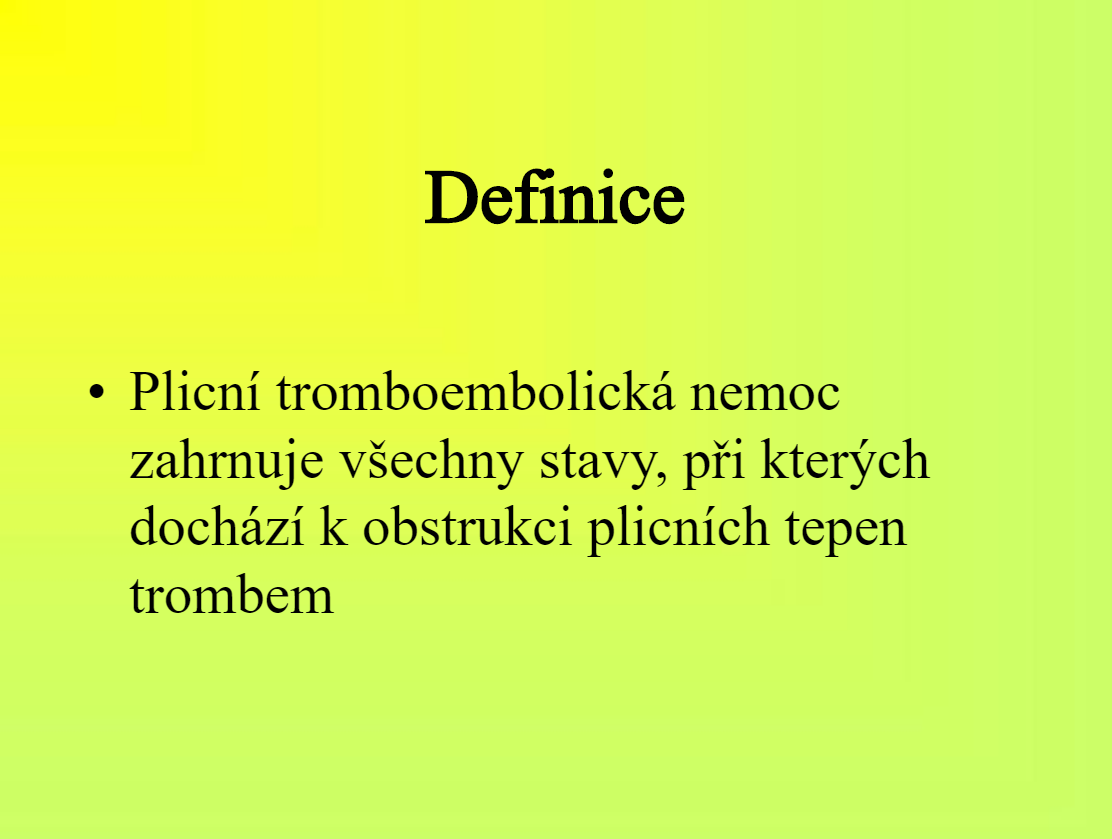 Definice
• Plicní tromboembolická nemoc
zahrnuje všechny stavy, při kterých
dochází k obstrukci plicních tepen
trombem